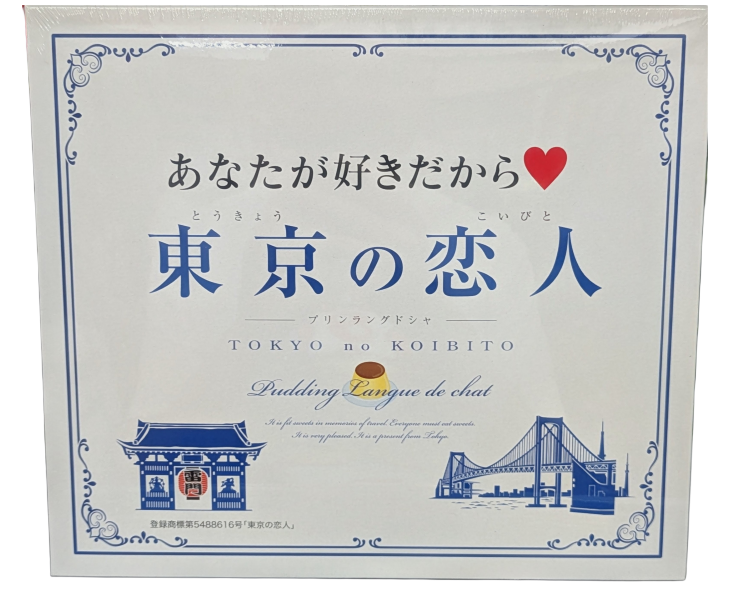 あなたが好きだから♥
とうきょう こいびと
東京の恋人
プリンラングドシャ
TOKYO no KOIBITO
Pudding Langue de chat
It is fit sweets in memories of travel. Everyone must eat sweets.
It is very pleased. It is a present from Tokyo.
雷門
登録商標第5488616号「東京の恋人」